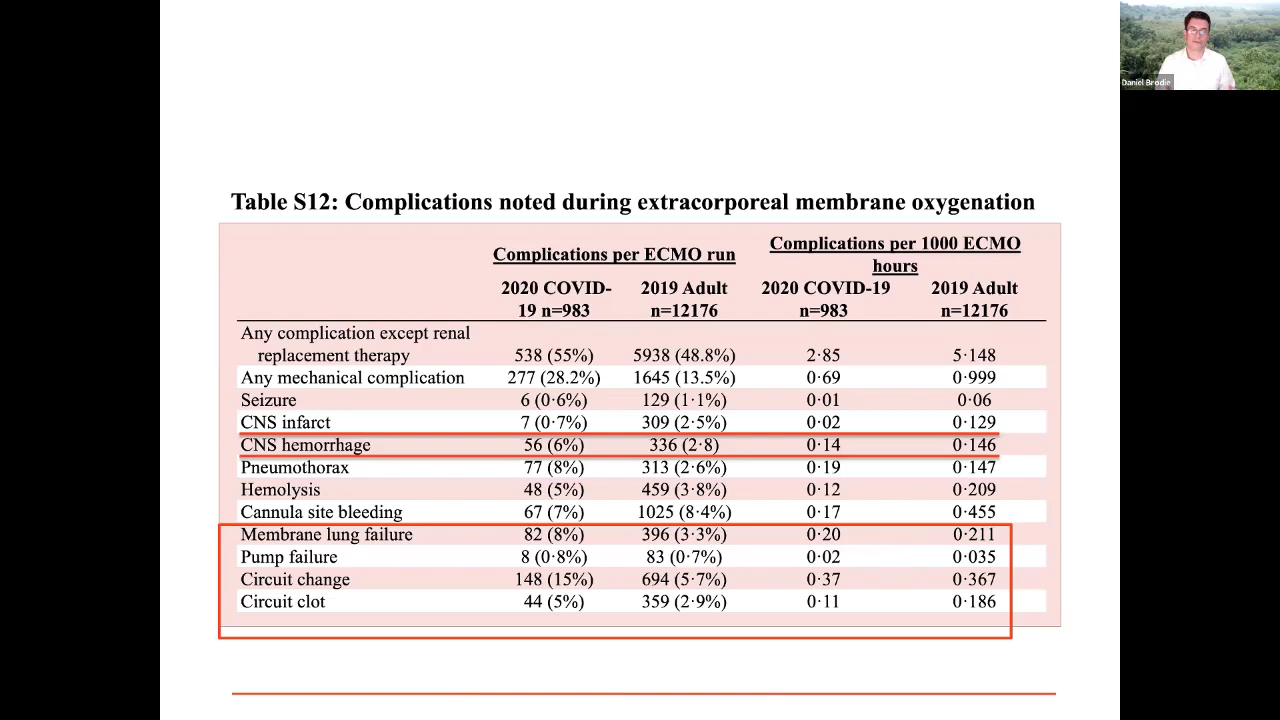 Daniel Brodie
Table S12: Complications noted during extracorporeal membrane oxygenation
Complications per ECMO run Complications per 1000 ECMO hours
2020 COVID-19 n=983 2019 Adult n=12176 2020 COVID-19 n=983 2019 Adult n=12176
Any complication except renal
replacement therapy 538 (55%) 5938 (48·8%) 2·85 5·148
Any mechanical complication 277 (28.2%) 1645 (13.5%) 0·69 0·999
Seizure 6 (0·6%) 129 (1·1%) 0·01 0·06
CNS infarct 7 (0·7%) 309 (2·5%) 0·02 0·129
CNS hemorrhage 56 (6%) 336 (2·8) 0·14 0·146
Pneumothorax 77 (8%) 313 (2·6%) 0·19 0·147
Hemolysis 48 (5%) 459 (3·8%) 0·12 0·209
Cannula site bleeding 67 (7%) 1025 (8·4%) 0·17 0·455
Membrane lung failure 82 (8%) 396 (3·3%) 0·20 0·211
Pump failure 8 (0·8%) 83 (0·7%) 0·02 0·035
Circuit change 148 (15%) 694 (5·7%) 0·37 0·367
Circuit clot 44 (5%) 359 (2·9%) 0·11 0·186